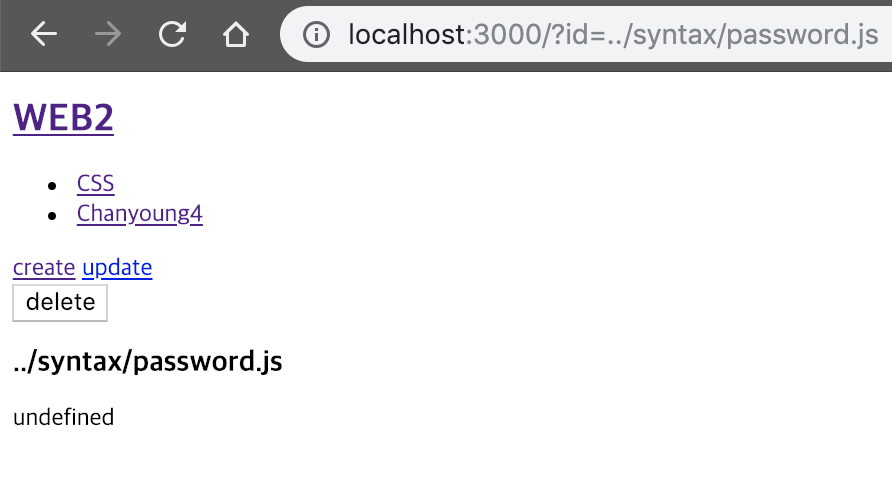 localhost:3000/?id=../syntax/password.js
WEB2
CSS
Chanyoung4
create update
delete
../syntax/password.js
undefined